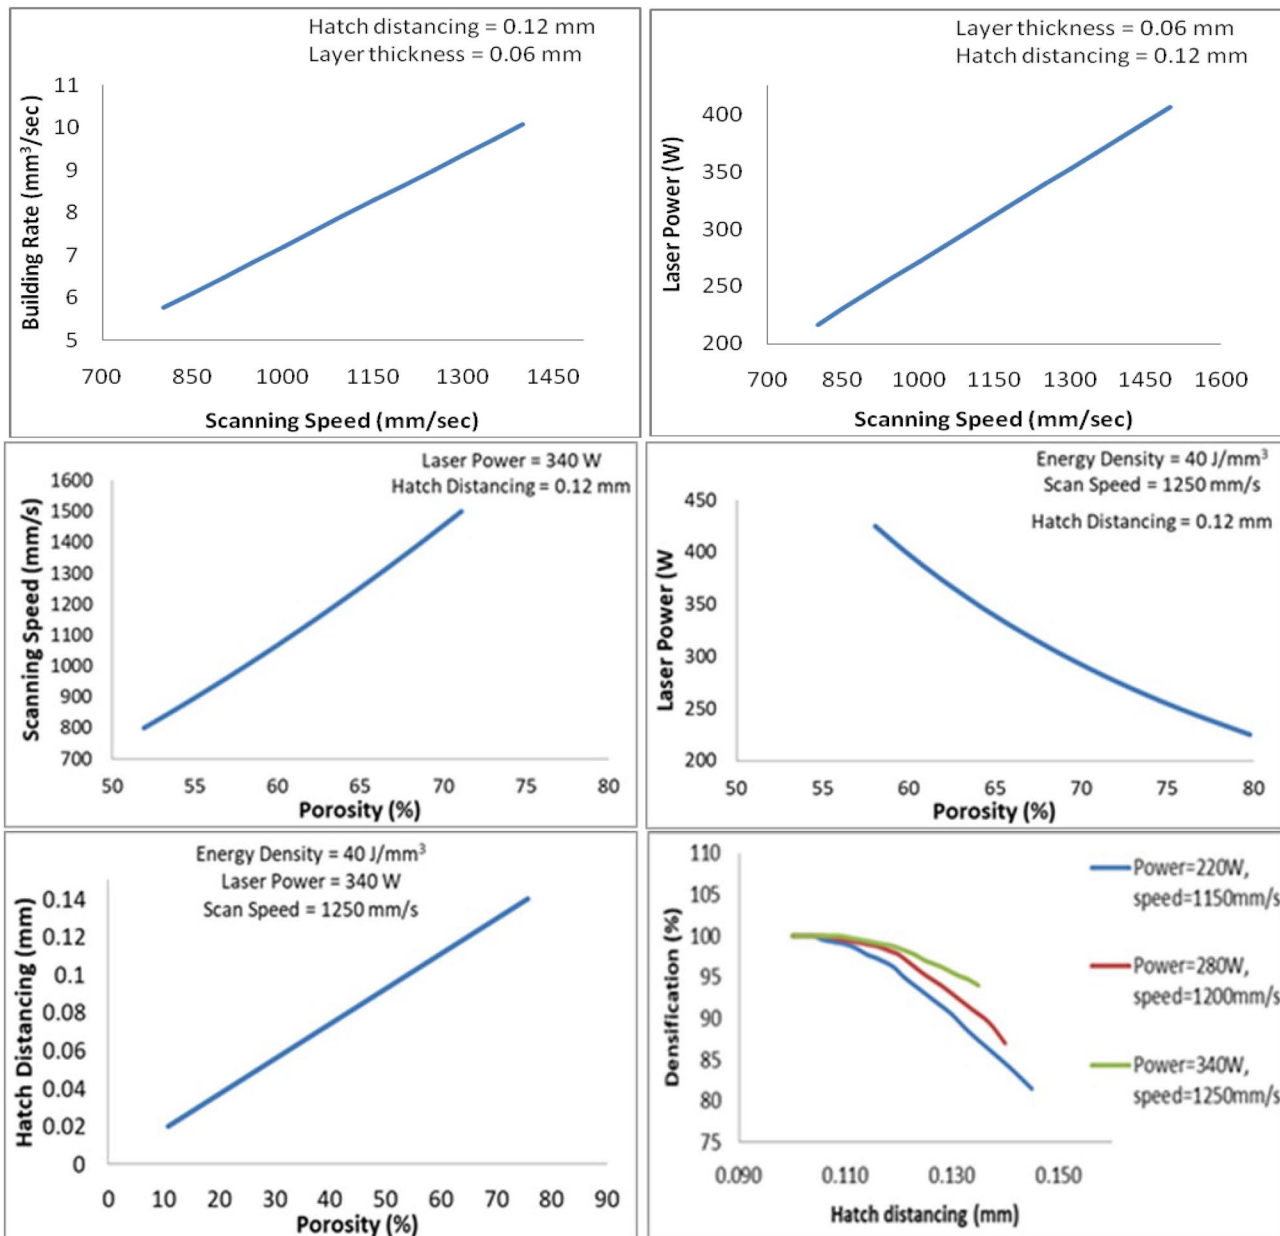 Hatch distancing = 0.12 mm
Layer thickness = 0.06 mm
Building Rate (mm³/sec )
11
10
9
8
7
6
5
700 850 1000 1150 1300 1450
Scanning Speed (mm/sec)
Layer thickness = 0.06 mm
Hatch distancing = 0.12 mm
Laser Power (W)
400
350
300
250
200
700 850 1000 1150 1300 1450 1600
Scanning Speed (mm/sec)
Laser Power = 340 W
Hatch Distancing = 0.12 mm
Scanning Speed (mm/s)
1600
1500
1400
1300
1200
1100
1000
900
800
700
50 55 60 65 70 75 80
Porosity (%)
Energy Density = 40 J/mm³
Scan Speed = 1250 mm/s
Hatch Distancing = 0.12 mm
Laser Power (W
450
400
350
300
250
200
50 55 60 65 70 75 80
Porosity (%)
Energy Density = 40 J/mm³
Laser Power = 340 W
Scan Speed = 1250 mm/s
Hatch Distancing (mm)
0.14
0.12
0.1
0.08
0.06
0.04
0.02
0
0 10 20 30 40 50 60 70 80 90
Porosity (%)
Densification (%)
110
105
100
95
90
85
80
75
0.090 0.110 0.130 0.150
Hatch distancing (mm)
Power=220W,
speed=1150mm/s
Power=280W,
speed=1200mm/s
Power=340W,
speed=1250mm/s